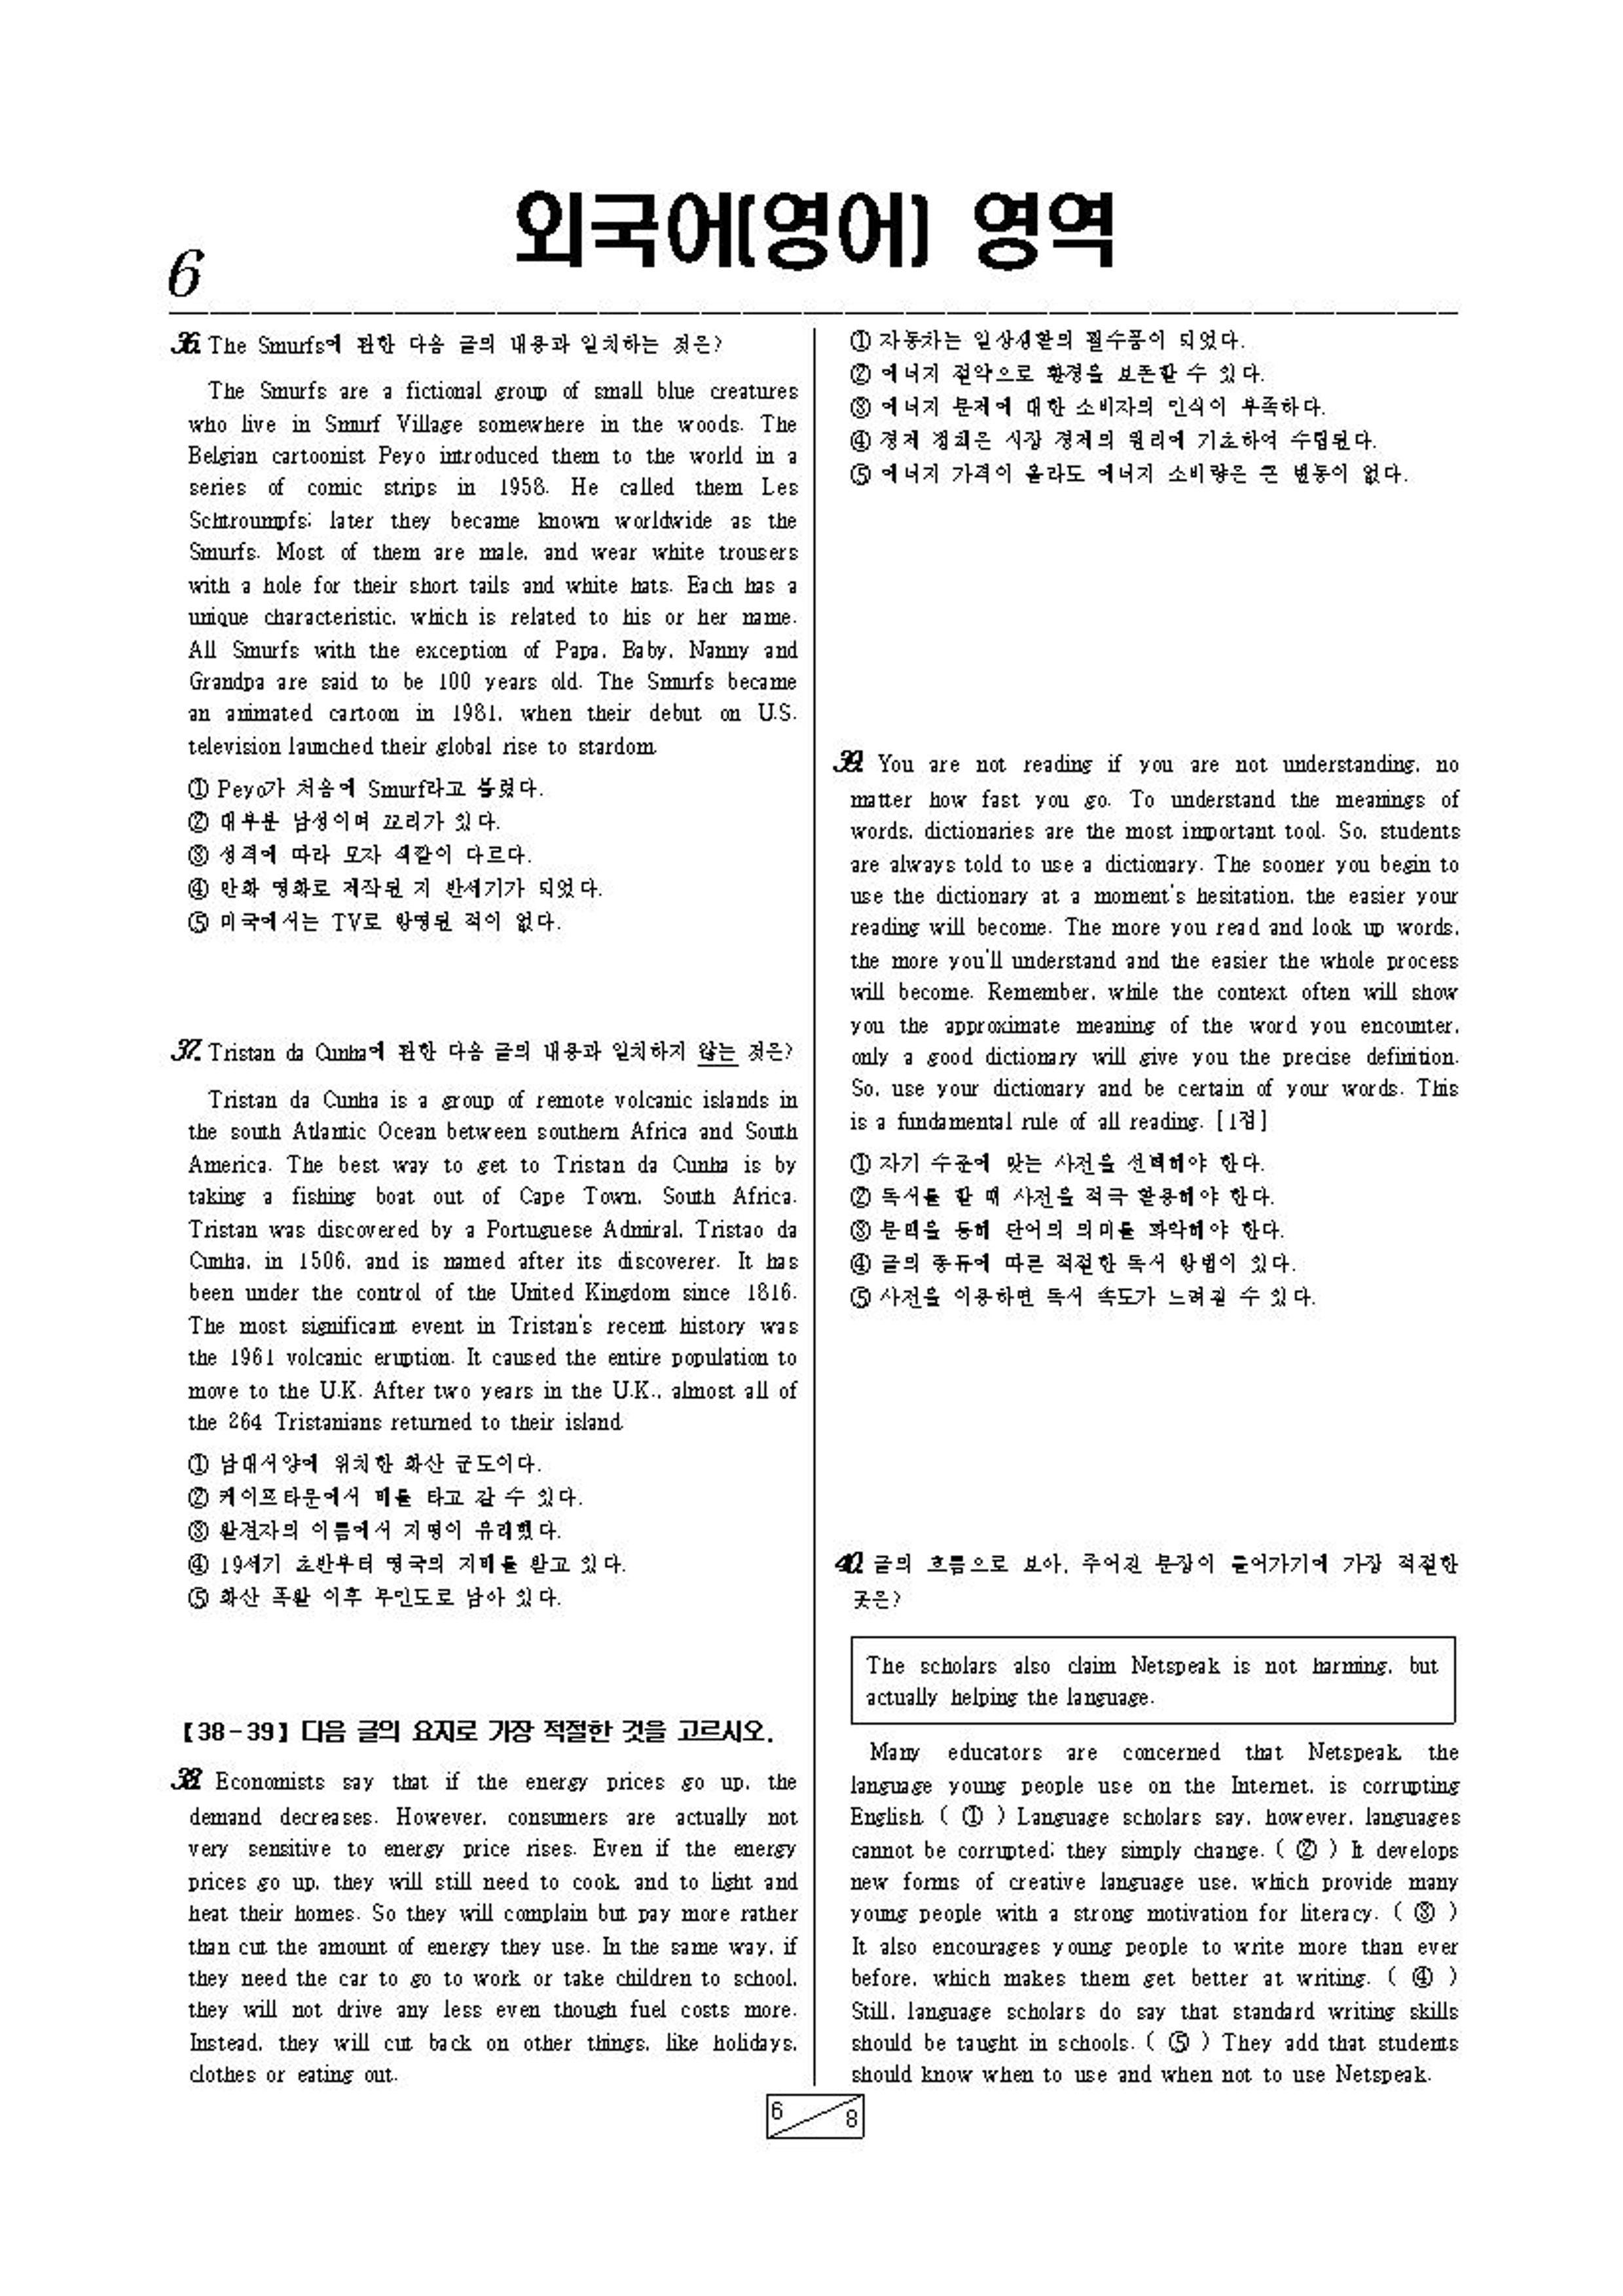 외국어(영어) 영역
6
36. The Smurfs에 관한 다음 글의 내용과 일치하는 것은?
The Smurfs are a fictional group of small blue creatures
who live in Smurf Village somewhere in the woods. The
Belgian cartoonist Peyo introduced them to the world in a
series of comic strips in 1958. He called them Les
Schtroumpfs; later they became known worldwide as the
Smurfs. Most of them are male, and wear white trousers
with a hole for their short tails and white hats. Each has a
unique characteristic, which is related to his or her name.
All Smurfs with the exception of Papa, Baby, Nanny and
Grandpa are said to be 100 years old. The Smurfs became
an animated cartoon in 1981, when their debut on U.S.
television launched their global rise to stardom.
① Peyo가 처음에 Smurf라고 불렀다.
② 대부분 남성이며 꼬리가 있다.
③ 성격에 따라 모자 색깔이 다르다.
④ 만화 영화로 제작된 지 반세기가 되었다.
⑤ 미국에서는 TV로 방영된 적이 없다.
37. Tristan da Cunha에 관한 다음 글의 내용과 일치하지 않는 것은?
Tristan da Cunha is a group of remote volcanic islands in
the south Atlantic Ocean between southern Africa and South
America. The best way to get to Tristan da Cunha is by
taking a fishing boat out of Cape Town, South Africa.
Tristan was discovered by a Portuguese Admiral, Tristao da
Cunha, in 1506, and is named after its discoverer. It has
been under the control of the United Kingdom since 1816.
The most significant event in Tristan's recent history was
the 1961 volcanic eruption. It caused the entire population to
move to the U.K. After two years in the U.K., almost all of
the 264 Tristanians returned to their island.
① 남대서양에 위치한 화산 군도이다.
② 케이프타운에서 배를 타고 갈 수 있다.
③ 발견자의 이름에서 지명이 유래했다.
④ 19세기 초반부터 영국의 지배를 받고 있다.
⑤ 화산 폭발 이후 무인도로 남아 있다.
【38-39】 다음 글의 요지로 가장 적절한 것을 고르시오.
38. Economists say that if the energy prices go up, the
demand decreases. However, consumers are actually not
very sensitive to energy price rises. Even if the energy
prices go up, they will still need to cook, and to light and
heat their homes. So they will complain but pay more rather
than cut the amount of energy they use. In the same way, if
they need the car to go to work or take children to school,
they will not drive any less even though fuel costs more.
Instead, they will cut back on other things, like holidays,
clothes or eating out.
① 자동차는 일상생활의 필수품이 되었다.
② 에너지 절약으로 환경을 보존할 수 있다.
③ 에너지 문제에 대한 소비자의 인식이 부족하다.
④ 경제 정책은 시장 경제의 원리에 기초하여 수립된다.
⑤ 에너지 가격이 올라도 에너지 소비량은 큰 변동이 없다.
39. You are not reading if you are not understanding, no
matter how fast you go. To understand the meanings of
words, dictionaries are the most important tool. So, students
are always told to use a dictionary. The sooner you begin to
use the dictionary at a moment's hesitation, the easier your
reading will become. The more you read and look up words,
the more you'll understand and the easier the whole process
will become. Remember, while the context often will show
you the approximate meaning of the word you encounter,
only a good dictionary will give you the precise definition.
So, use your dictionary and be certain of your words. This
is a fundamental rule of all reading. [1점]
① 자기 수준에 맞는 사전을 선택해야 한다.
② 독서를 할 때 사전을 적극 활용해야 한다.
③ 문맥을 통해 단어의 의미를 파악해야 한다.
④ 글의 종류에 따른 적절한 독서 방법이 있다.
⑤ 사전을 이용하면 독서 속도가 느려질 수 있다.
40. 글의 흐름으로 보아, 주어진 문장이 들어가기에 가장 적절한
곳은?
The scholars also claim Netspeak is not harming, but
actually helping the language.
Many educators are concerned that Netspeak, the
language young people use on the Internet, is corrupting
English. ( ① ) Language scholars say, however, languages
cannot be corrupted; they simply change. ( ② ) It develops
new forms of creative language use, which provide many
young people with a strong motivation for literacy. ( ③ )
It also encourages young people to write more than ever
before, which makes them get better at writing. ( ④ )
Still, language scholars do say that standard writing skills
should be taught in schools. ( ⑤ ) They add that students
should know when to use and when not to use Netspeak.
6 8